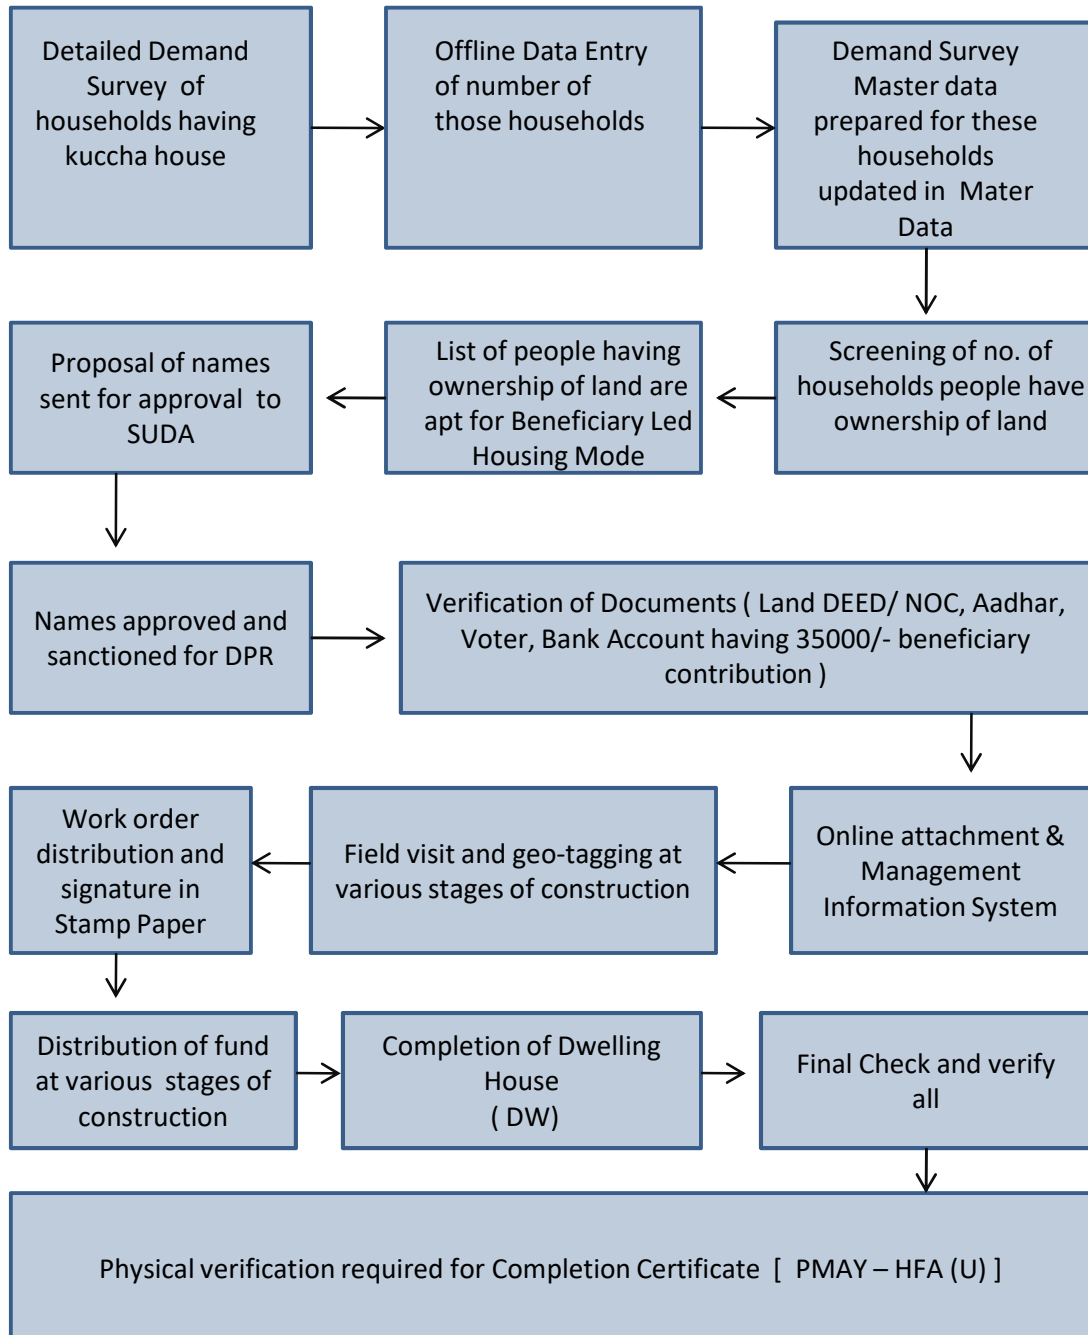 Detailed Demand
Survey of
households having
kuccha house
Offline Data Entry
of number of
those households
Demand Survey
Master data
prepared for these
households
updated in Mater
Data
Screening of no. of
households people have
ownership of land
List of people having
ownership of land are
apt for Beneficiary Led
Housing Mode
Proposal of names
sent for approval to
SUDA
Names approved and
sanctioned for DPR
Verification of Documents ( Land DEED/ NOC, Aadhar,
Voter, Bank Account having 35000/- beneficiary
contribution )
Online attachment &
Management
Information System
Field visit and geo-tagging at
various stages of construction
Work order
distribution and
signature in
Stamp Paper
Distribution of fund
at various stages of
construction
Completion of Dwelling
House
( DW)
Final Check and verify
all
Physical verification required for Completion Certificate [ PMAY – HFA (U) ]